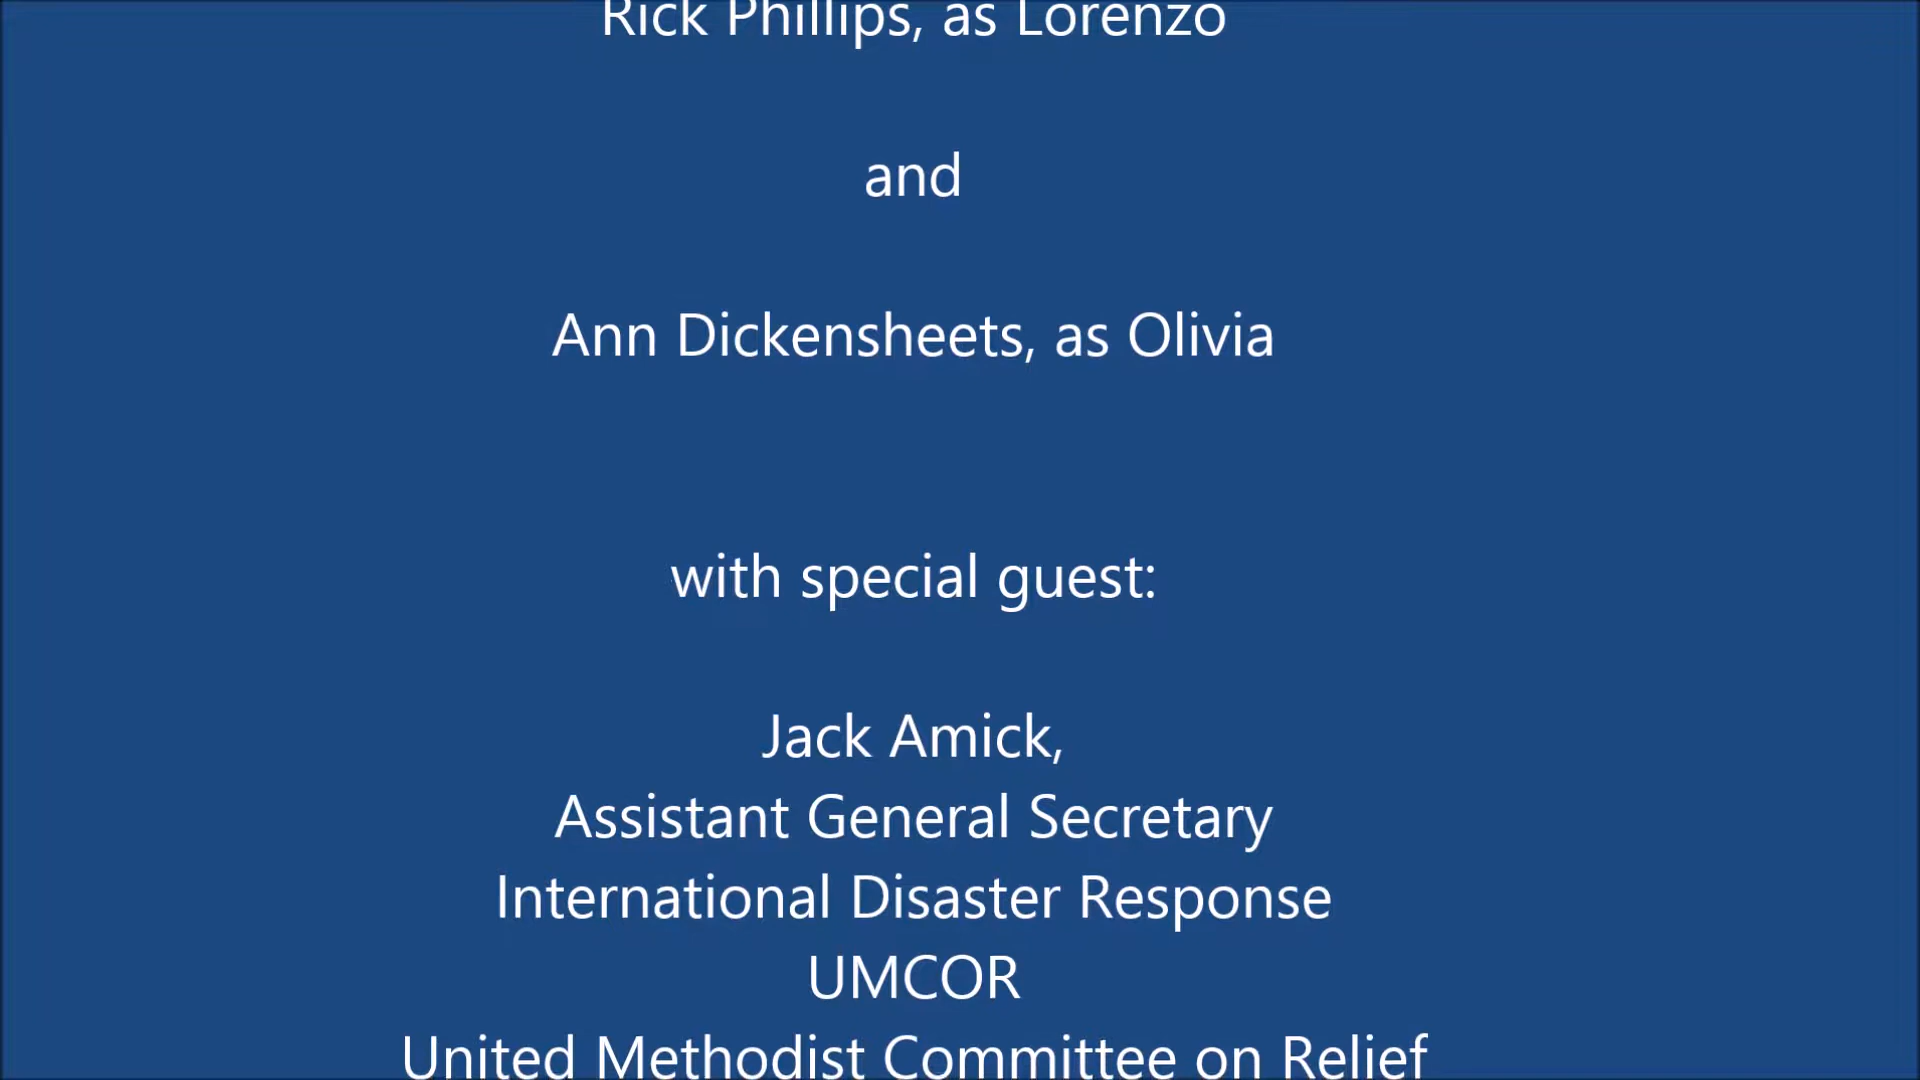 Rick Phillips, as Lorenzo
and
Ann Dickensheets, as Olivia
with special guest:
Jack Amick,
Assistant General Secretary
International Disaster Response
UMCOR
United Methodist Committee on Relief